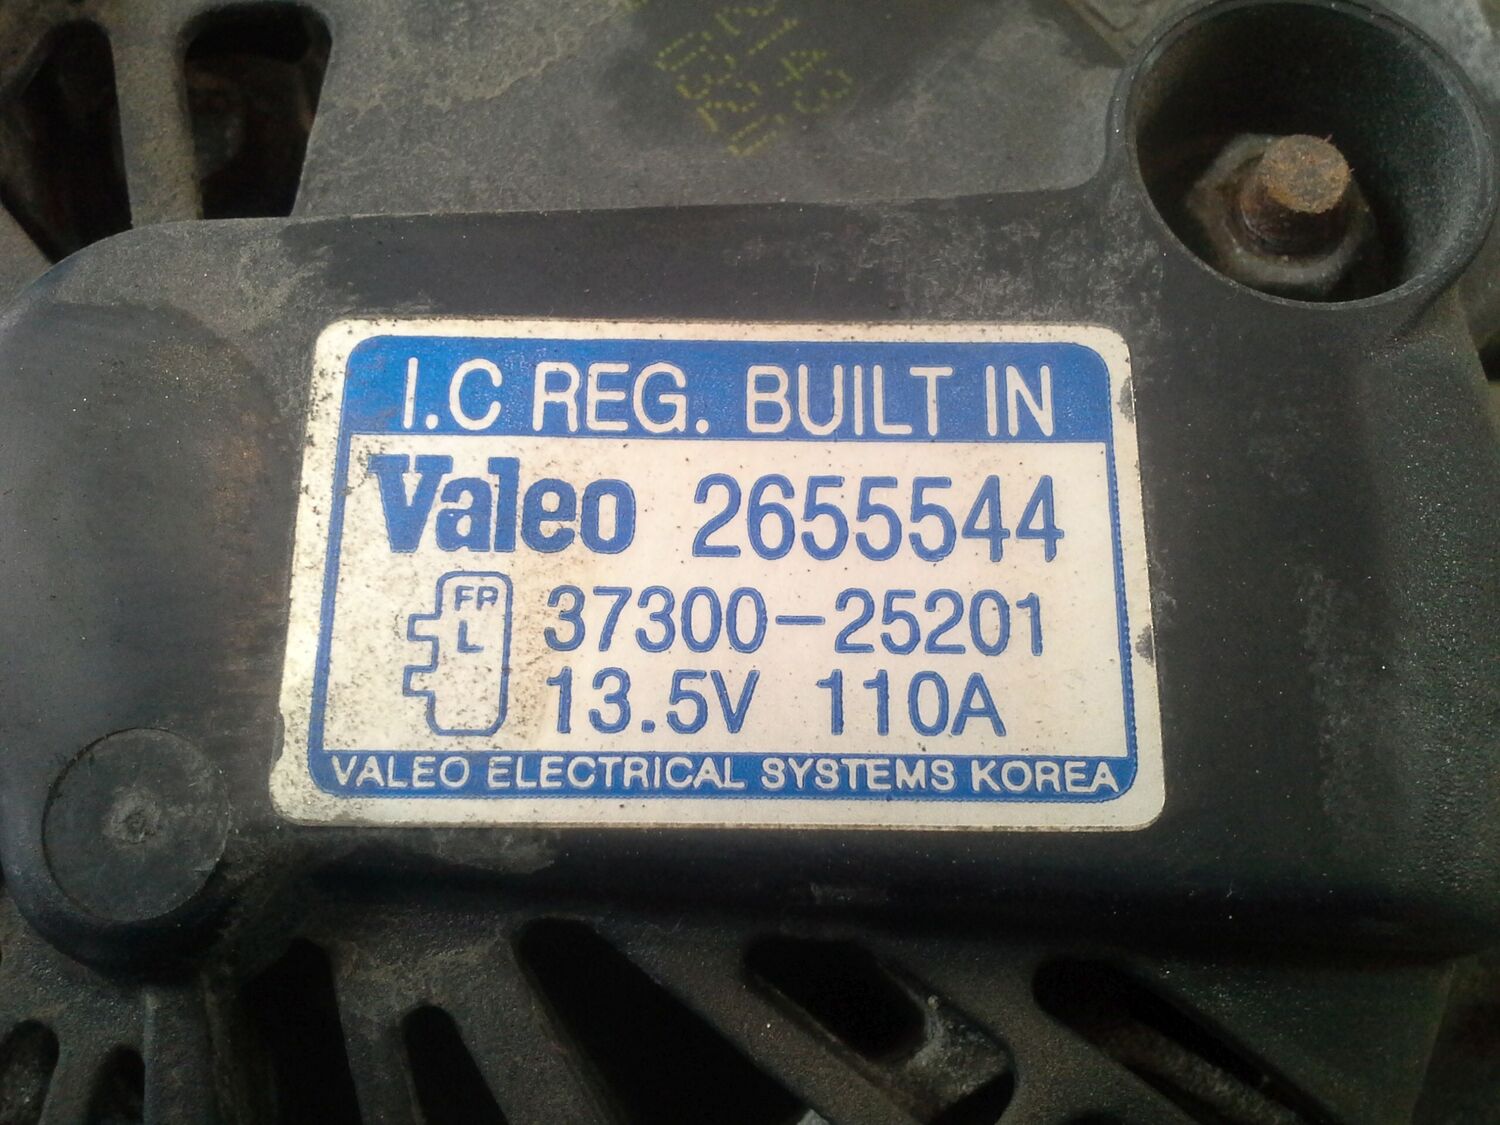 I.C REG. BUILT IN
Valeo 2655544
FR
L
37300-25201
13.5V 110A
VALEO ELECTRICAL SYSTEMS KOREA